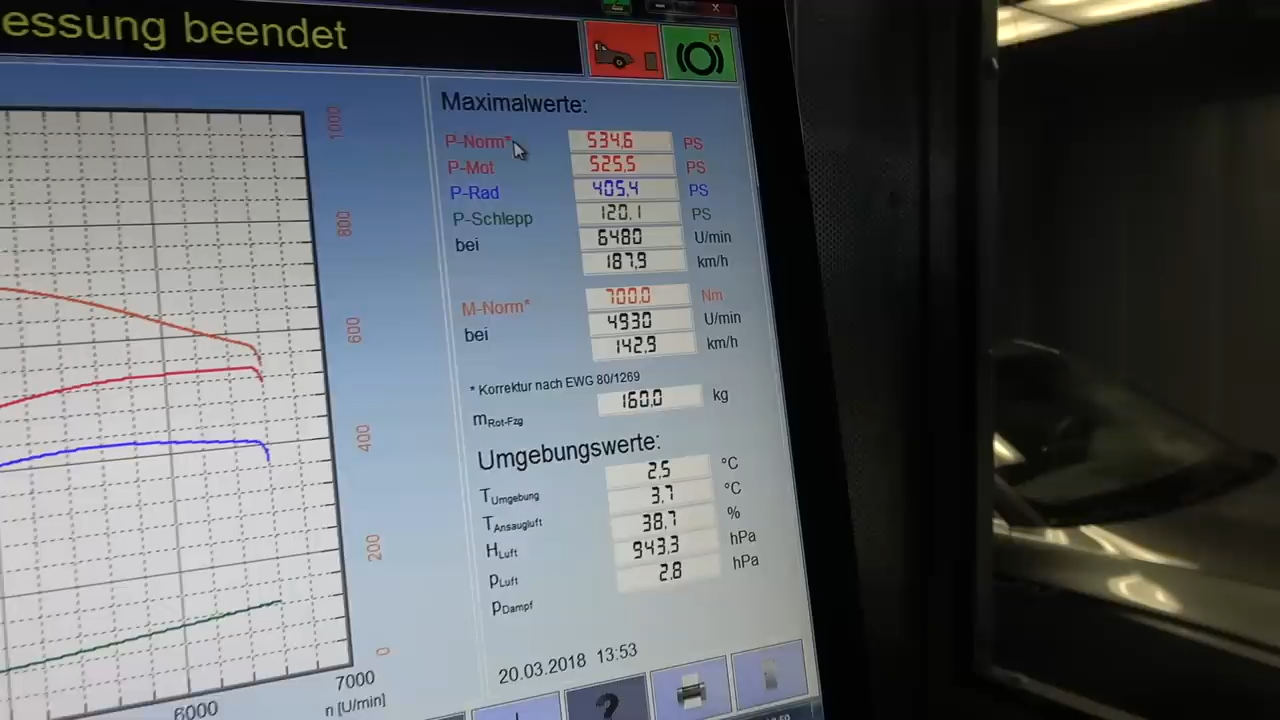 essung beendet
Maximalwerte:
P-Norm* 534,6 PS
P-Mot 525,5 PS
P-Rad 405,4 PS
P-Schlepp 120,1 PS
bei 6480 U/min
187,9 km/h
M-Norm* 700,0 Nm
bei 4930 U/min
142,9 km/h
* Korrektur nach EWG 80/1269
mRot-Fzg 160,0 kg
Umgebungswerte:
TUmgebung 2,5 °C
TAnsaugluft 3,7 °C
HLuft 38,7 %
pLuft 943,3 hPa
pDampf 2,8 hPa
20.03.2018 13:53
1000
800
600
400
200
0
6000
7000
n [U/min]
?